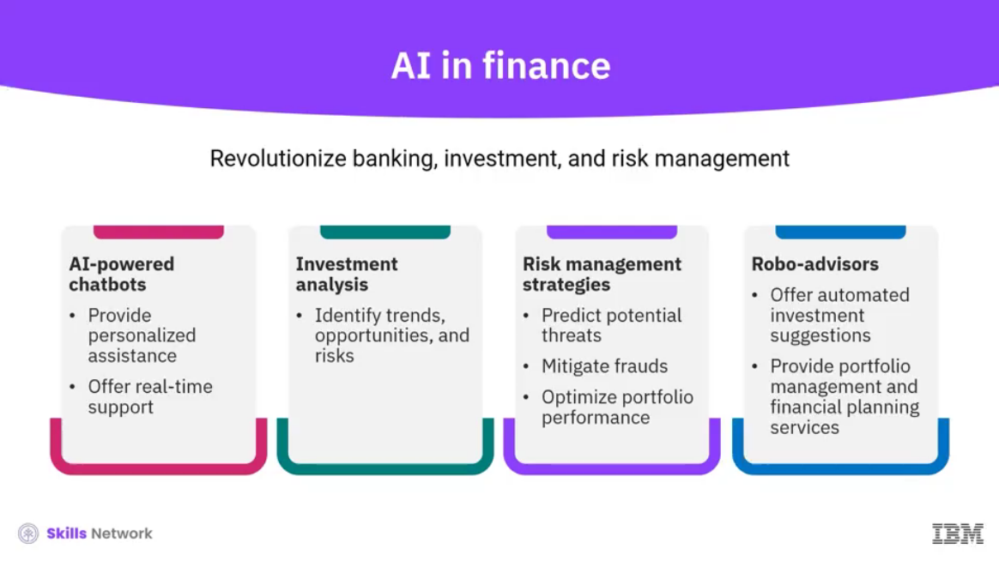 AI in finance
Revolutionize banking, investment, and risk management
AI-powered
chatbots
• Provide
personalized
assistance
• Offer real-time
support
Investment
analysis
• Identify trends,
opportunities, and
risks
Risk management
strategies
• Predict potential
threats
• Mitigate frauds
• Optimize portfolio
performance
Robo-advisors
• Offer automated
investment
suggestions
• Provide portfolio
management and
financial planning
services
Skills Network
IBM